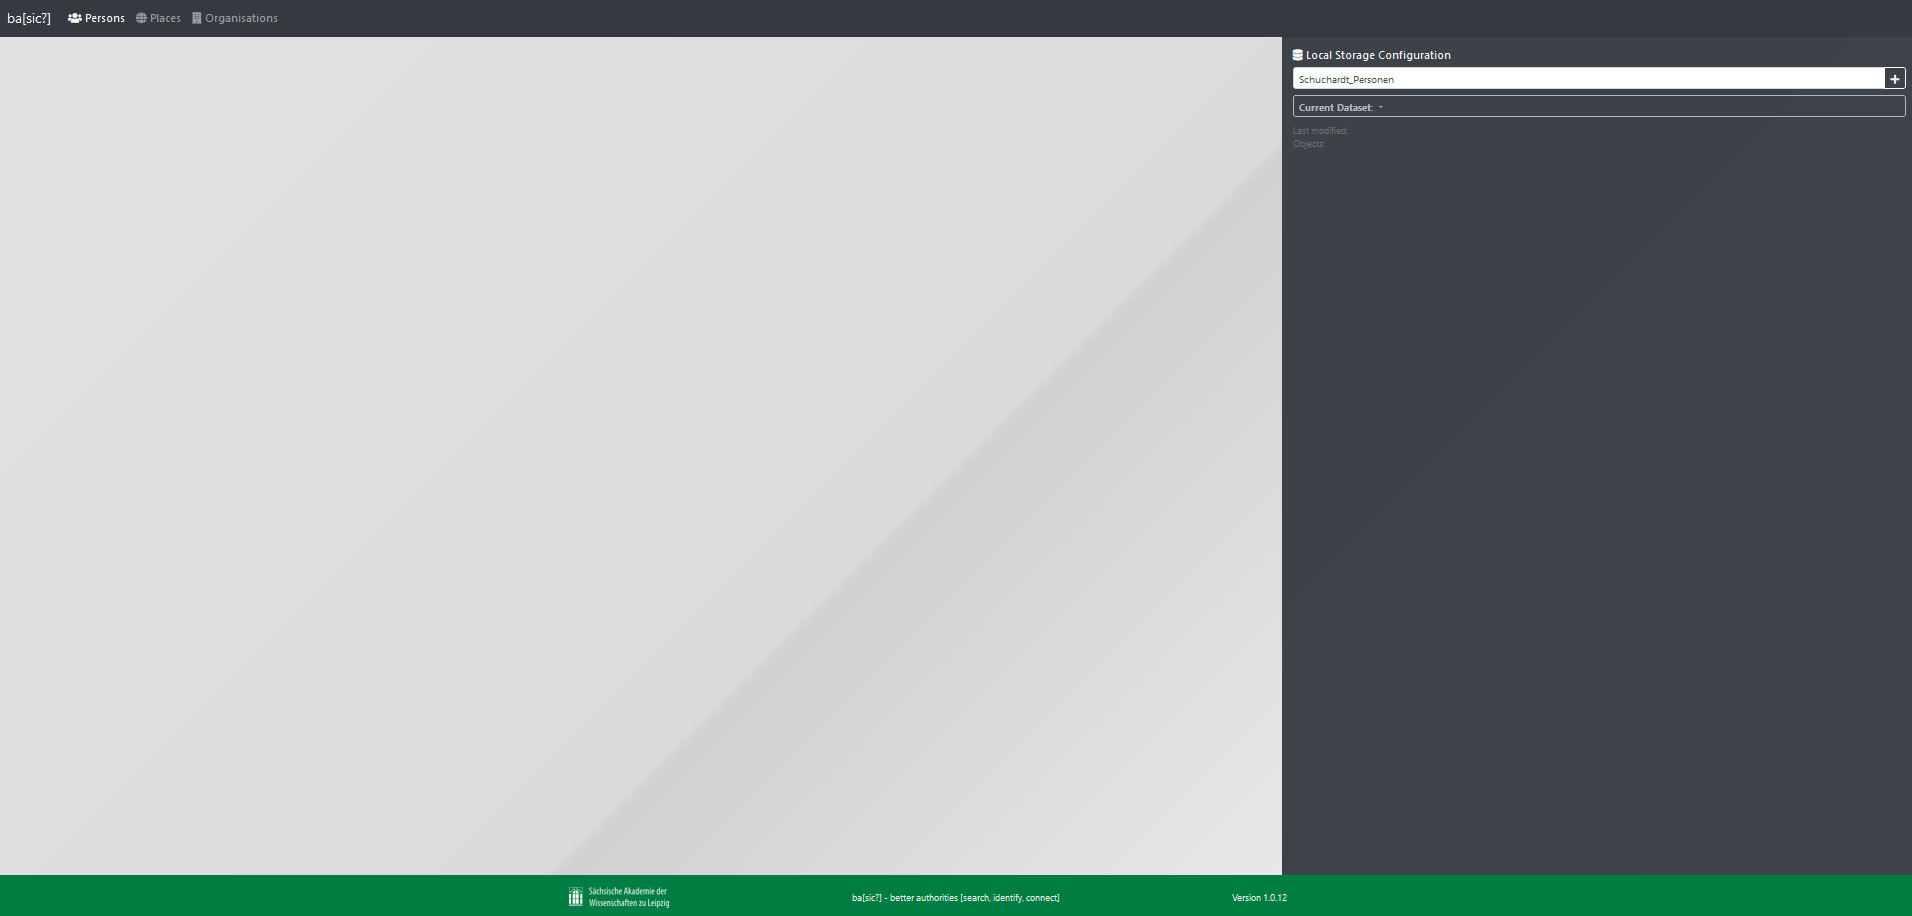 ba[sic?] Persons Places Organisations
Local Storage Configuration
Schuchardt_Personen
Current Dataset:
Last modified:
Objects:
Sächsische Akademie der
Wissenschaften zu Leipzig
ba[sic?] - better authorities [search, identify, connect]
Version 1.0.12